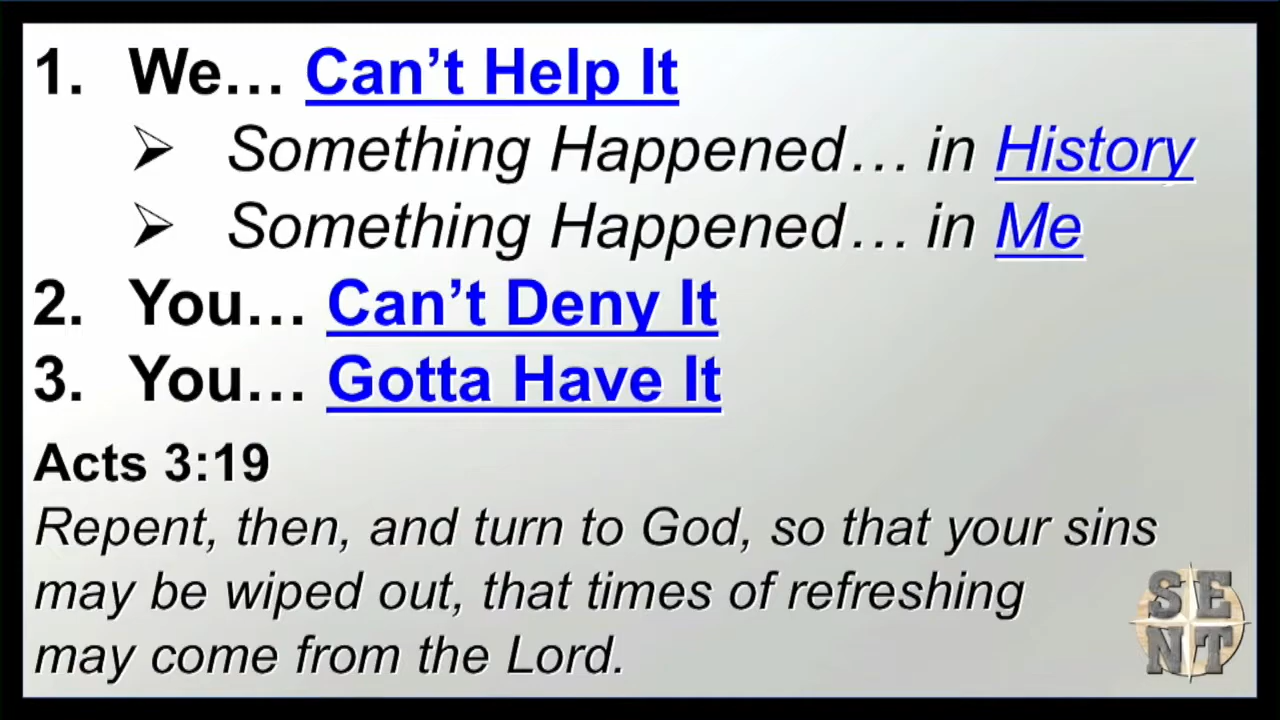 1. We… Can’t Help It
➢ Something Happened… in History
➢ Something Happened… in Me
2. You… Can’t Deny It
3. You… Gotta Have It
Acts 3:19
Repent, then, and turn to God, so that your sins
may be wiped out, that times of refreshing
may come from the Lord.
SE
NT